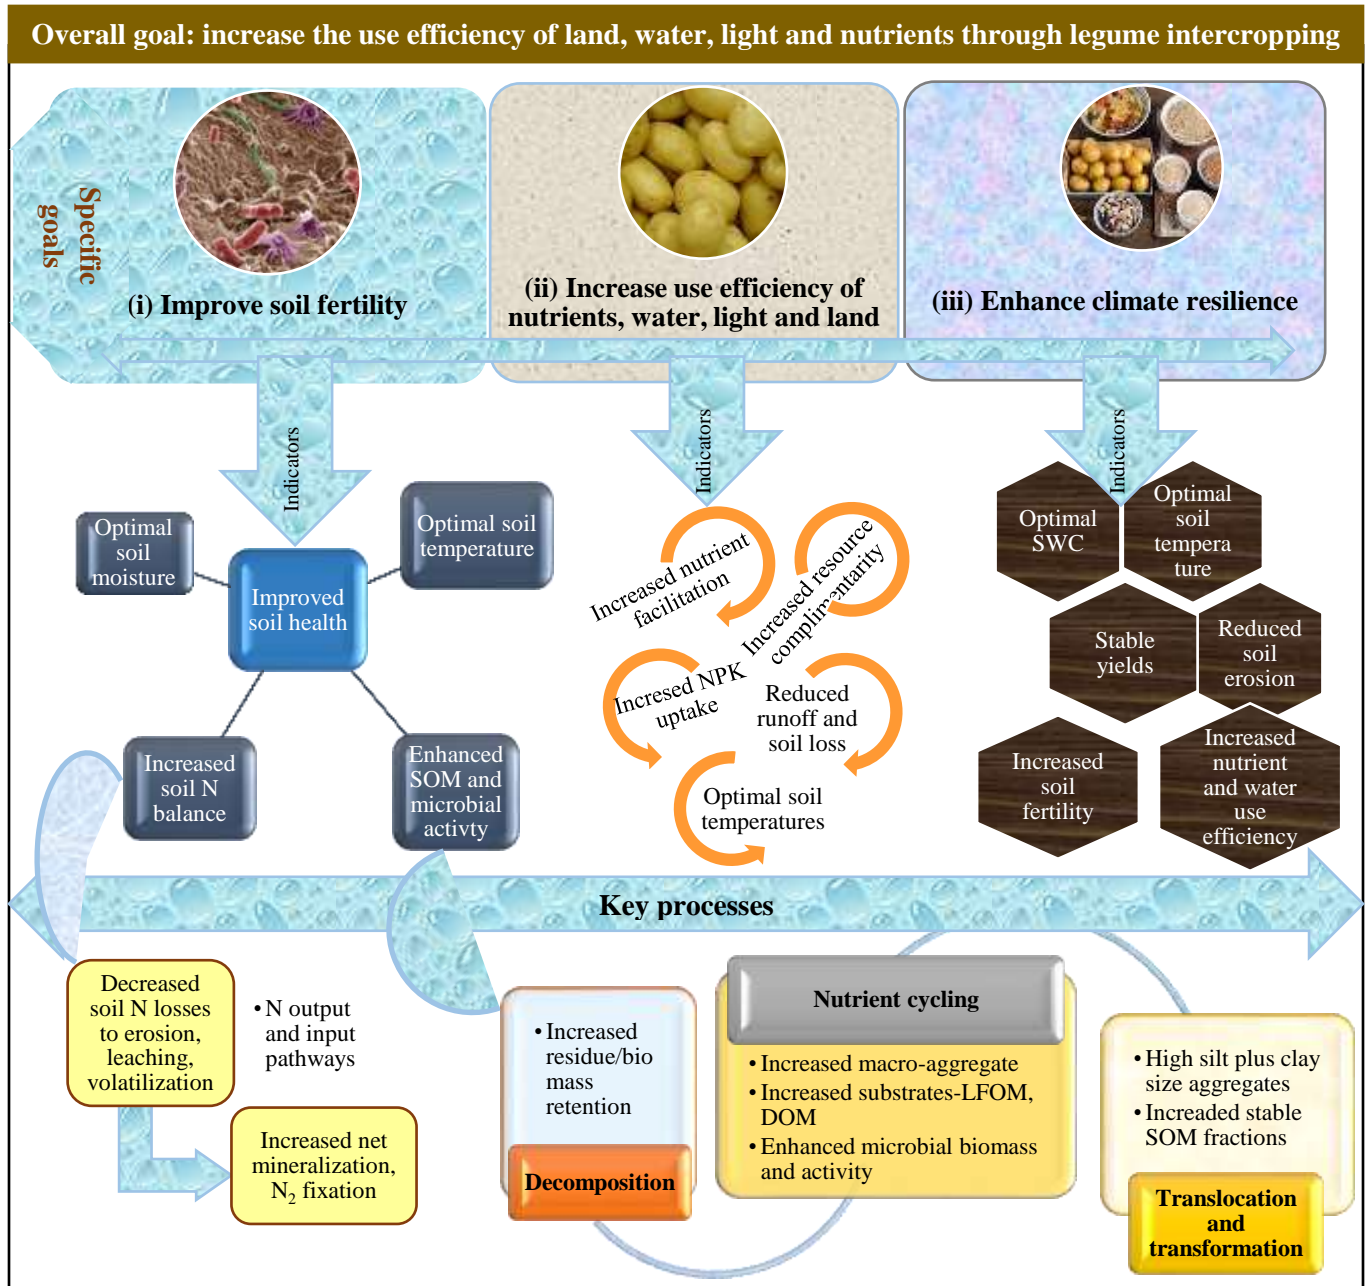 Overall goal: increase the use efficiency of land, water, light and nutrients through legume intercropping
Specific
goals
(i) Improve soil fertility
(ii) Increase use efficiency of
nutrients, water, light and land
(iii) Enhance climate resilience
Indicators
Indicators
Indicators
Optimal
soil
moisture
Optimal soil
temperature
Improved
soil health
Increased
soil N
balance
Enhanced
SOM and
microbial
activty
Increased nutrient
facilitation
Increased resource
complimentarity
Incresed NPK
uptake
Reduced
runoff and
soil loss
Optimal soil
temperatures
Optimal
SWC
Optimal
soil
tempera
ture
Stable
yields
Reduced
soil
erosion
Increased
soil
fertility
Increased
nutrient
and water
use
efficiency
Key processes
Decreased
soil N losses
to erosion,
leaching,
volatilization
• N output
and input
pathways
Increased net
mineralization,
N₂ fixation
• Increased
residue/bio
mass
retention
Decomposition
Nutrient cycling
• Increased macro-aggregate
• Increased substrates-LFOM,
DOM
• Enhanced microbial biomass
and activity
• High silt plus clay
size aggregates
• Increaded stable
SOM fractions
Translocation
and
transformation